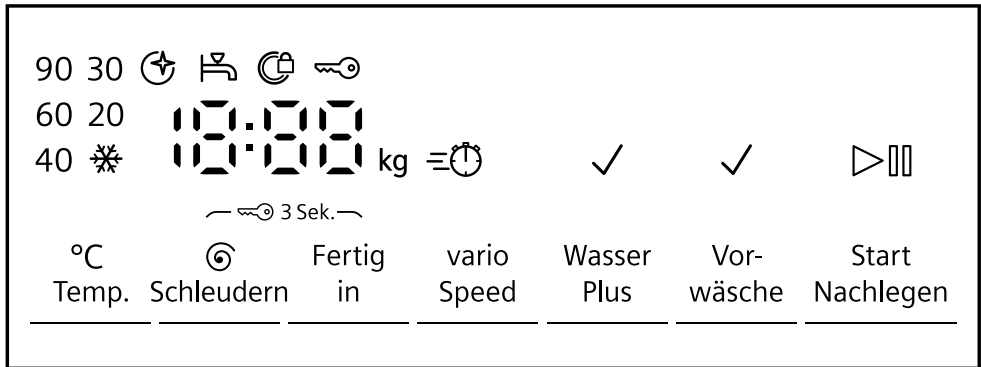 90 30
60 20
40
18:88 kg
3 Sek.
°C Temp.
Schleudern
Fertig in
vario Speed
Wasser Plus
Vor-
wäsche
Start Nachlegen